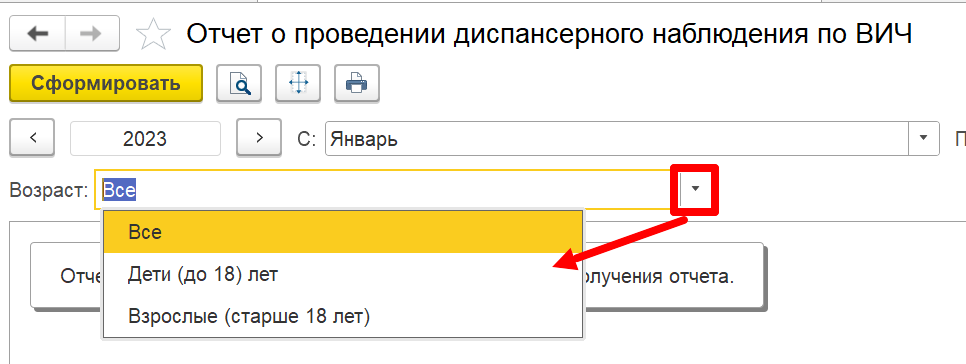 Отчет о проведении диспансерного наблюдения по ВИЧ
Сформировать
< 2023 > С: Январь П
Возраст: Все
Все
Отче
Дети (до 18) лет
олучения отчета.
Взрослые (старше 18 лет)